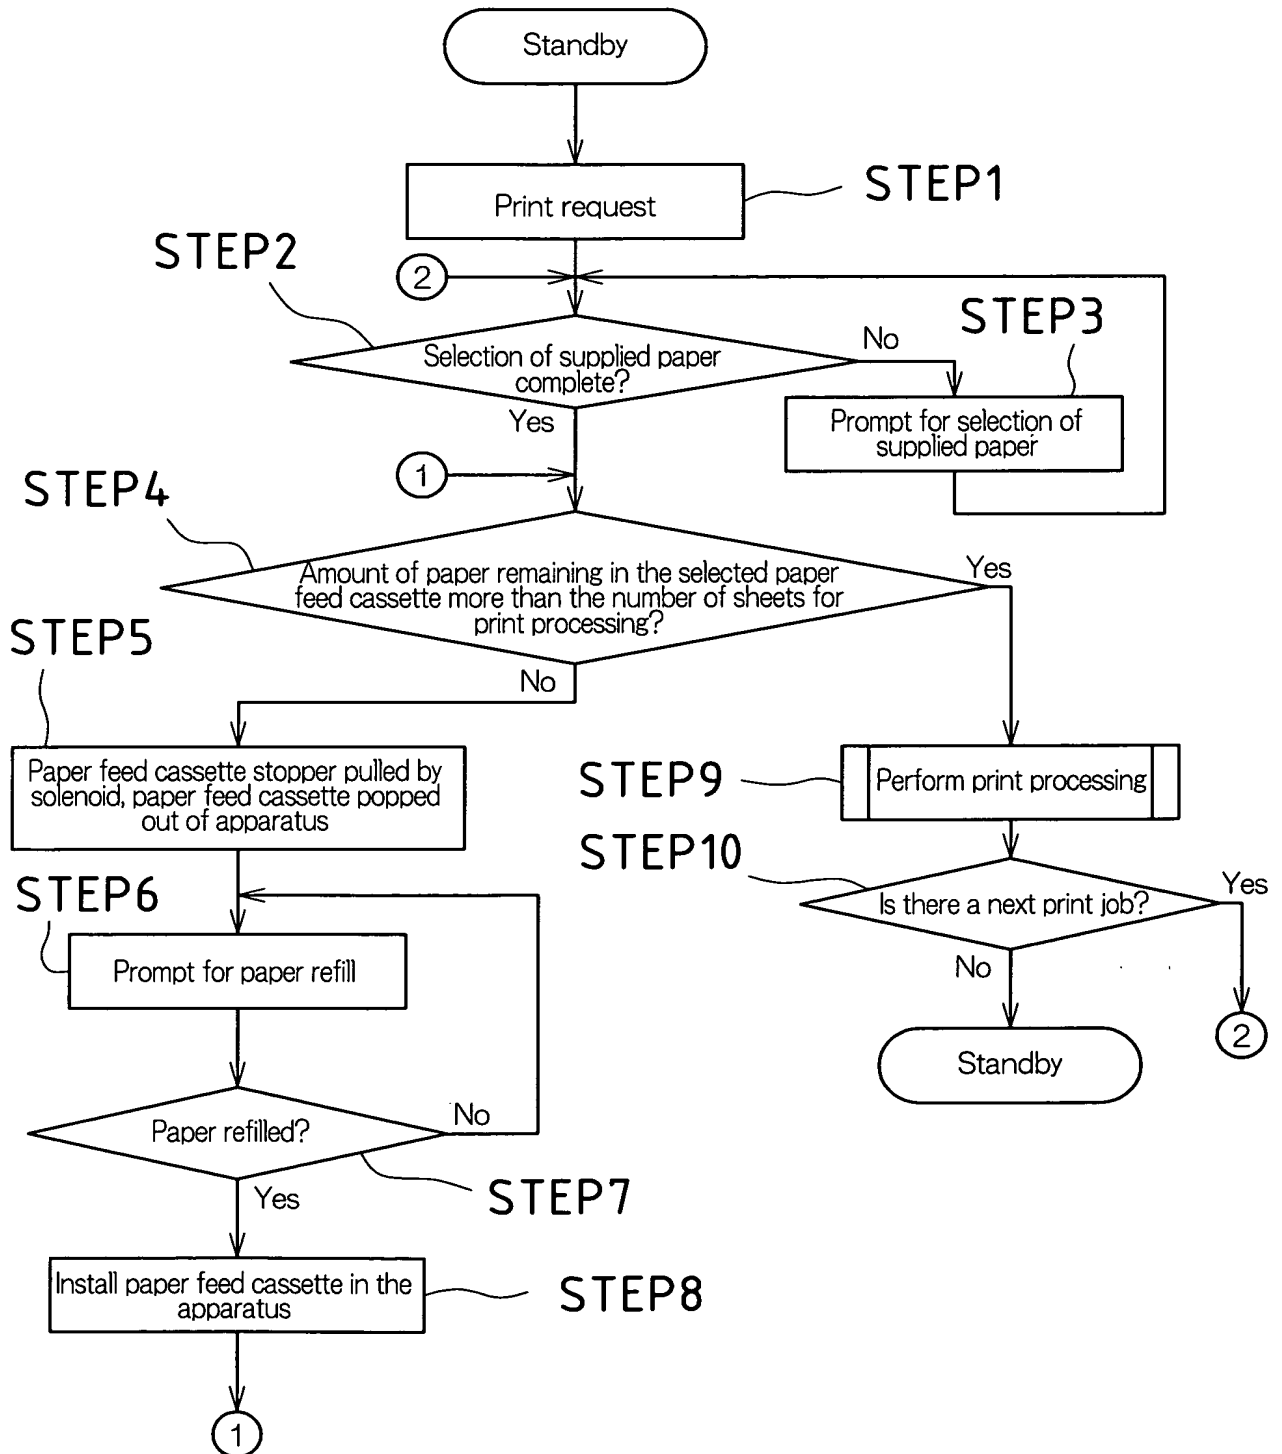 Standby
Print request
STEP1
STEP2
2
Selection of supplied paper
complete?
No
STEP3
Prompt for selection of
supplied paper
Yes
1
STEP4
Amount of paper remaining in the selected paper
feed cassette more than the number of sheets for
print processing?
Yes
No
STEP5
Paper feed cassette stopper pulled by
solenoid, paper feed cassette popped
out of apparatus
STEP9
Perform print processing
STEP10
Is there a next print job?
Yes
No
2
Standby
STEP6
Prompt for paper refill
Paper refilled?
No
STEP7
Yes
Install paper feed cassette in the
apparatus
STEP8
1